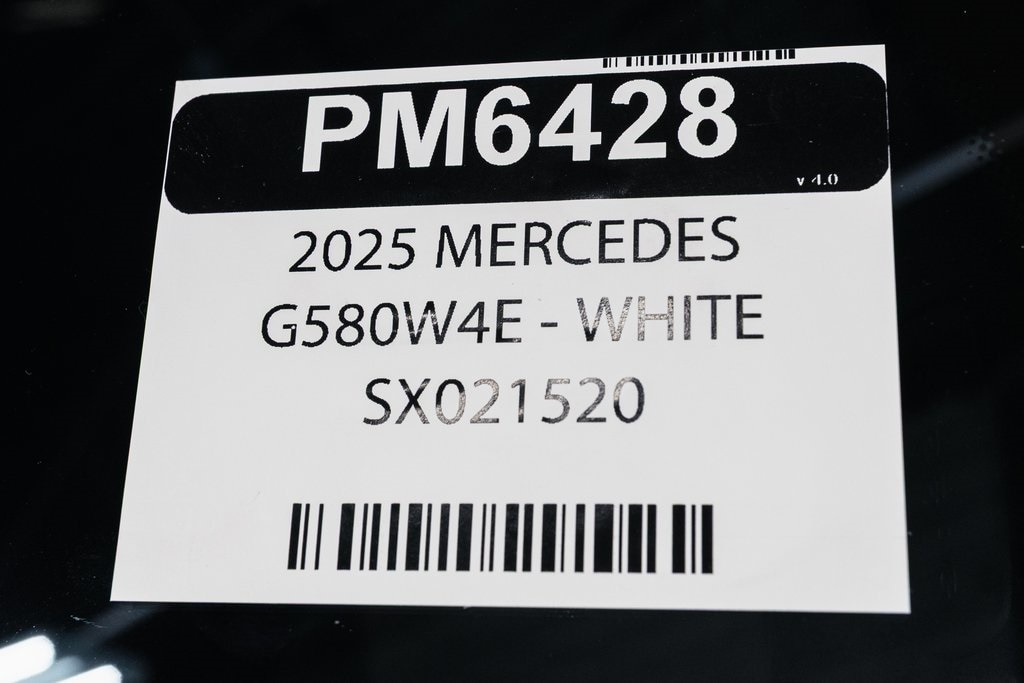 PM6428
v 4.0
2025 MERCEDES
G580W4E - WHITE
SX021520